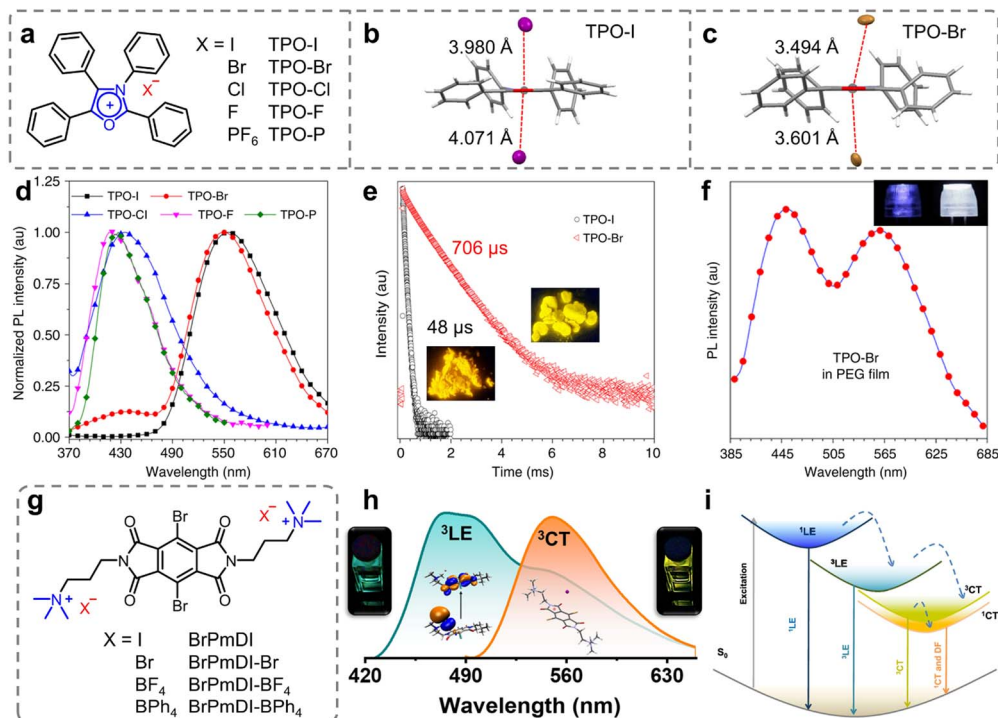 a
X = I TPO-I
Br TPO-Br
Cl TPO-Cl
F TPO-F
PF6 TPO-P
N
+
O
X−
b
TPO-I
3.980 Å
4.071 Å
c
TPO-Br
3.494 Å
3.601 Å
d
Normalized PL intensity (au)
1.25
1.00
0.75
0.50
0.25
0.00
TPO-I TPO-Br
TPO-Cl TPO-F TPO-P
370 430 490 550 610 670
Wavelength (nm)
e
Intensity (au)
TPO-I
TPO-Br
706 μs
48 μs
0 2 4 6 8 10
Time (ms)
f
PL intensity (au)
TPO-Br
in PEG film
385 445 505 565 625 685
Wavelength (nm)
g
X−
N
+
O Br O
N N
O Br O
N
+
X−
X = I BrPmDI
Br BrPmDI-Br
BF4 BrPmDI-BF4
BPh4 BrPmDI-BPh4
h
3LE
3CT
420 490 560 630
Wavelength (nm)
i
1LE
3LE
3CT
1CT
Excitation
1LE
3LE
3CT
1CT and DF
S0